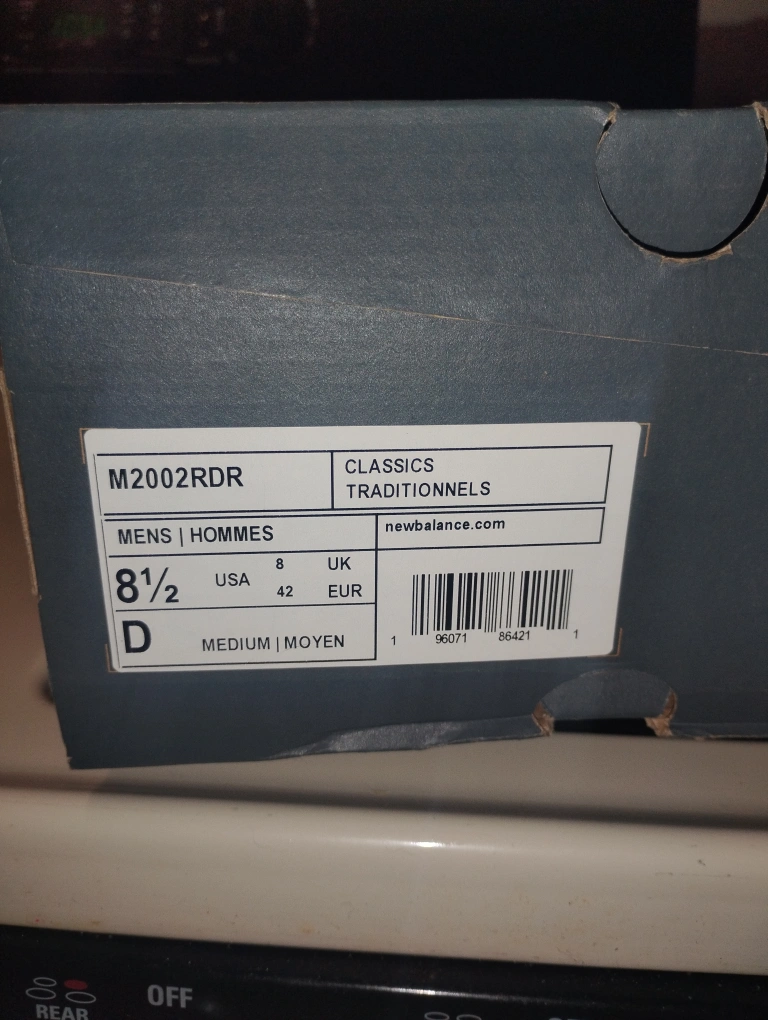 M2002RDR
CLASSICS
TRADITIONNELS
MENS | HOMMES
newbalance.com
8½ USA 8 UK
42 EUR
D MEDIUM | MOYEN
1 96071 86421 1
REAR OFF